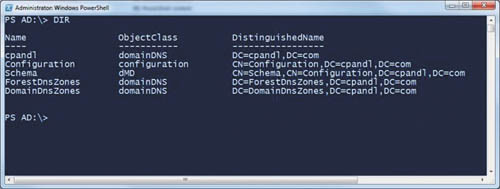 Administrator: Windows PowerShell
PS AD:\> DIR
Name ObjectClass DistinguishedName
---- ----------- -----------------
cpandl domainDNS DC=cpandl,DC=com
Configuration configuration CN=Configuration,DC=cpandl,DC=com
Schema dMD CN=Schema,CN=Configuration,DC=cpandl,DC=com
ForestDnsZones domainDNS DC=ForestDnsZones,DC=cpandl,DC=com
DomainDnsZones domainDNS DC=DomainDnsZones,DC=cpandl,DC=com
PS AD:\>